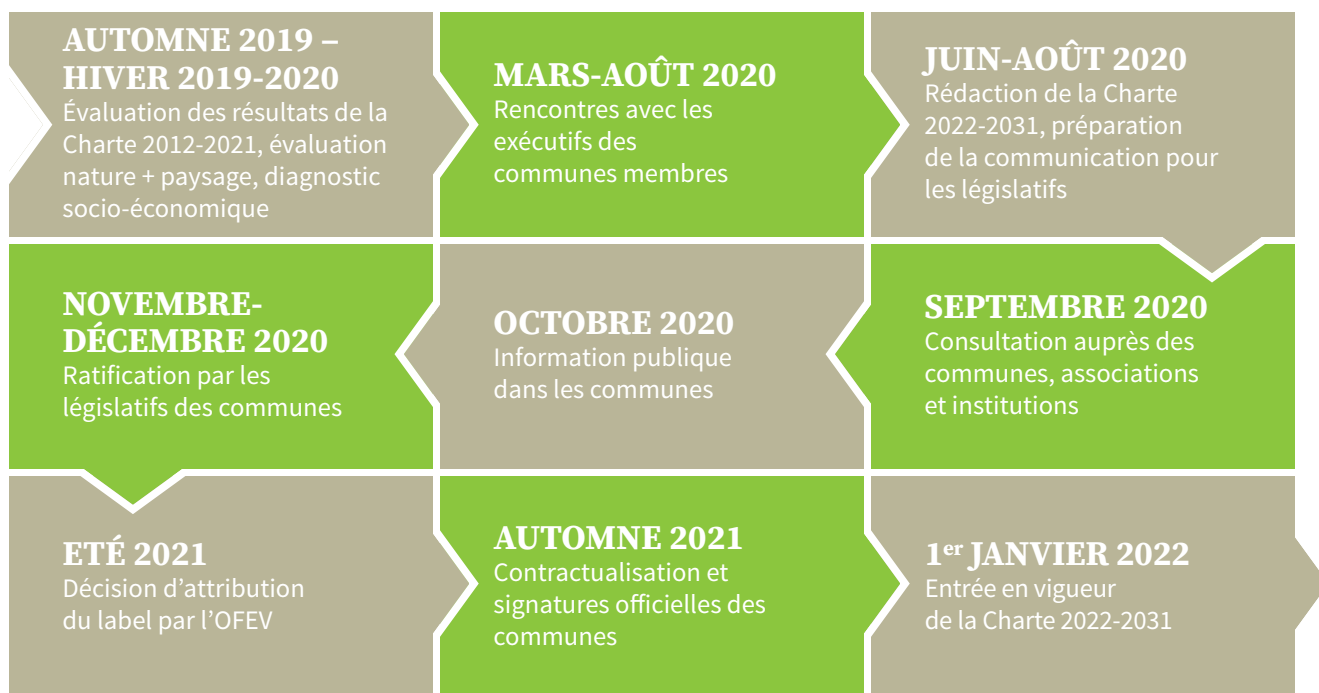 AUTOMNE 2019 –
HIVER 2019-2020
Évaluation des résultats de la
Charte 2012-2021, évaluation
nature + paysage, diagnostic
socio-économique
MARS-AOÛT 2020
Rencontres avec les
exécutifs des
communes membres
JUIN-AOÛT 2020
Rédaction de la Charte
2022-2031, préparation
de la communication pour
les législatifs
SEPTEMBRE 2020
Consultation auprès des
communes, associations
et institutions
OCTOBRE 2020
Information publique
dans les communes
NOVEMBRE-
DÉCEMBRE 2020
Ratification par les
législatifs des communes
ETÉ 2021
Décision d’attribution
du label par l’OFEV
AUTOMNE 2021
Contractualisation et
signatures officielles des
communes
1er JANVIER 2022
Entrée en vigueur
de la Charte 2022-2031